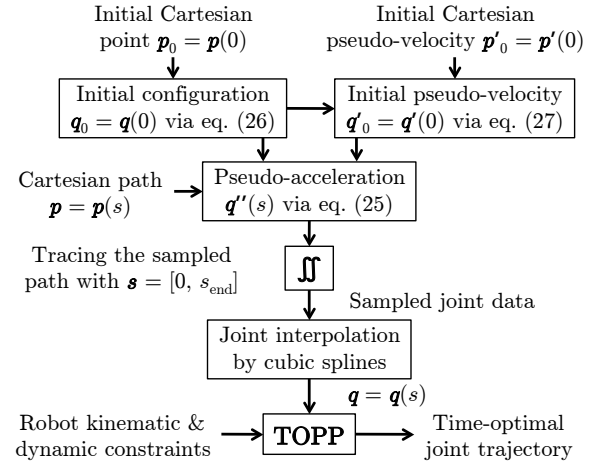 Initial Cartesian
point p₀ = p(0)
Initial Cartesian
pseudo-velocity p′₀ = p′(0)
Initial configuration
q₀ = q(0) via eq. (26)
Initial pseudo-velocity
q′₀ = q′(0) via eq. (27)
Cartesian path
p = p(s)
Pseudo-acceleration
q′′(s) via eq. (25)
Tracing the sampled
path with s = [0, s_end]
∬
Sampled joint data
Joint interpolation
by cubic splines
q = q(s)
Robot kinematic &
dynamic constraints
TOPP
Time-optimal
joint trajectory